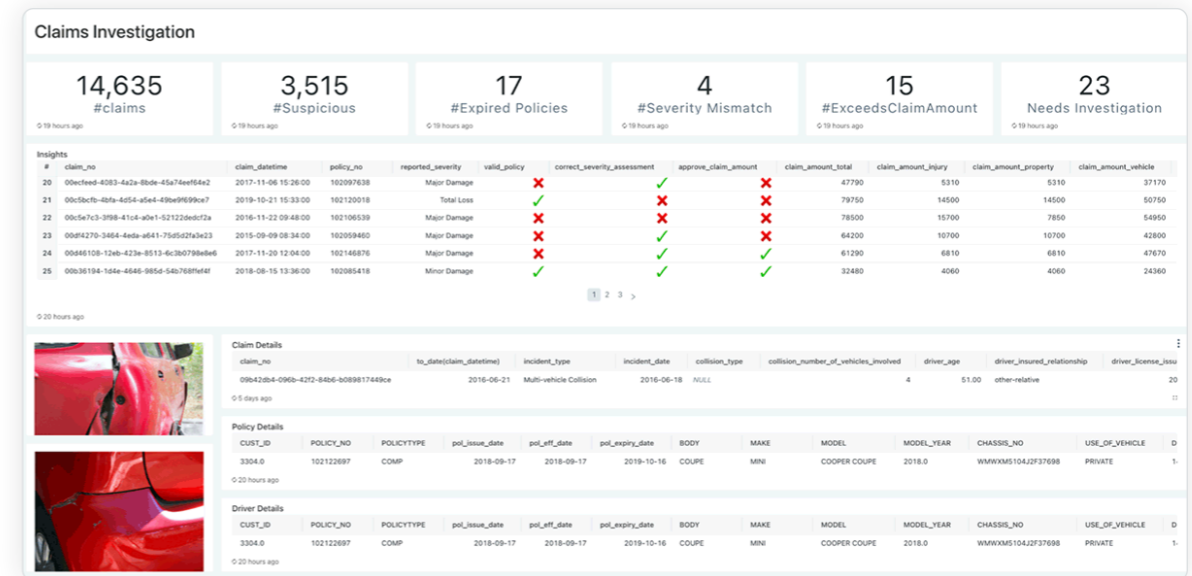 Claims Investigation
14,635 3,515 17 4 15 23
#claims #Suspicious #Expired Policies #Severity Mismatch #ExceedsClaimAmount Needs Investigation
19 hours ago 19 hours ago 19 hours ago 19 hours ago 19 hours ago 19 hours ago
Insights
# claim_no claim_datetime policy_no reported_severity valid_policy correct_severity_assessment approve_claim_amount claim_amount_total claim_amount_injury claim_amount_property claim_amount_vehicle
20 00ecfeed-4083-4a2a-8bde-45a74eef64e2 2017-11-06 15:26:00 102097638 Major Damage ❌ ✓ ❌ 47790 5310 5310 37170
21 00c5bcfb-4bfa-4d54-a5e4-49be9f699ce7 2019-10-21 15:33:00 102120018 Total Loss ✓ ❌ ❌ 79750 14500 14500 50750
22 00c5e7c3-3f98-41c4-a0e1-52122dedcf2a 2016-11-22 09:48:00 102106539 Major Damage ❌ ❌ ❌ 78500 15700 7850 54950
23 00df4270-3464-4eda-a641-75d5d2fa3e23 2015-09-09 08:34:00 102059460 Major Damage ❌ ✓ ❌ 64200 10700 10700 42800
24 00d46108-12eb-423e-8513-6c3b0798e8e6 2017-11-20 12:04:00 102146876 Major Damage ❌ ✓ ✓ 61290 6810 6810 47670
25 00b36194-1d4e-4646-985d-54b768ffef4f 2018-08-15 13:36:00 102085418 Minor Damage ✓ ✓ ✓ 32480 4060 4060 24360
1 2 3 >
20 hours ago
Claim Details
claim_no to_date(claim_datetime) incident_type incident_date collision_type collision_number_of_vehicles_involved driver_age driver_insured_relationship driver_license_issu
09b42db4-096b-42f2-84b6-b089817449ce 2016-06-21 Multi-vehicle Collision 2016-06-18 NULL 4 51.00 other-relative 20
5 days ago
Policy Details
CUST_ID POLICY_NO POLICYTYPE pol_issue_date pol_eff_date pol_expiry_date BODY MAKE MODEL MODEL_YEAR CHASSIS_NO USE_OF_VEHICLE D
3304.0 102122697 COMP 2018-09-17 2018-09-17 2019-10-16 COUPE MINI COOPER COUPE 2018.0 WMWXM5104J2F37698 PRIVATE 1-
20 hours ago
Driver Details
CUST_ID POLICY_NO POLICYTYPE pol_issue_date pol_eff_date pol_expiry_date BODY MAKE MODEL MODEL_YEAR CHASSIS_NO USE_OF_VEHICLE D
3304.0 102122697 COMP 2018-09-17 2018-09-17 2019-10-16 COUPE MINI COOPER COUPE 2018.0 WMWXM5104J2F37698 PRIVATE 1-
20 hours ago